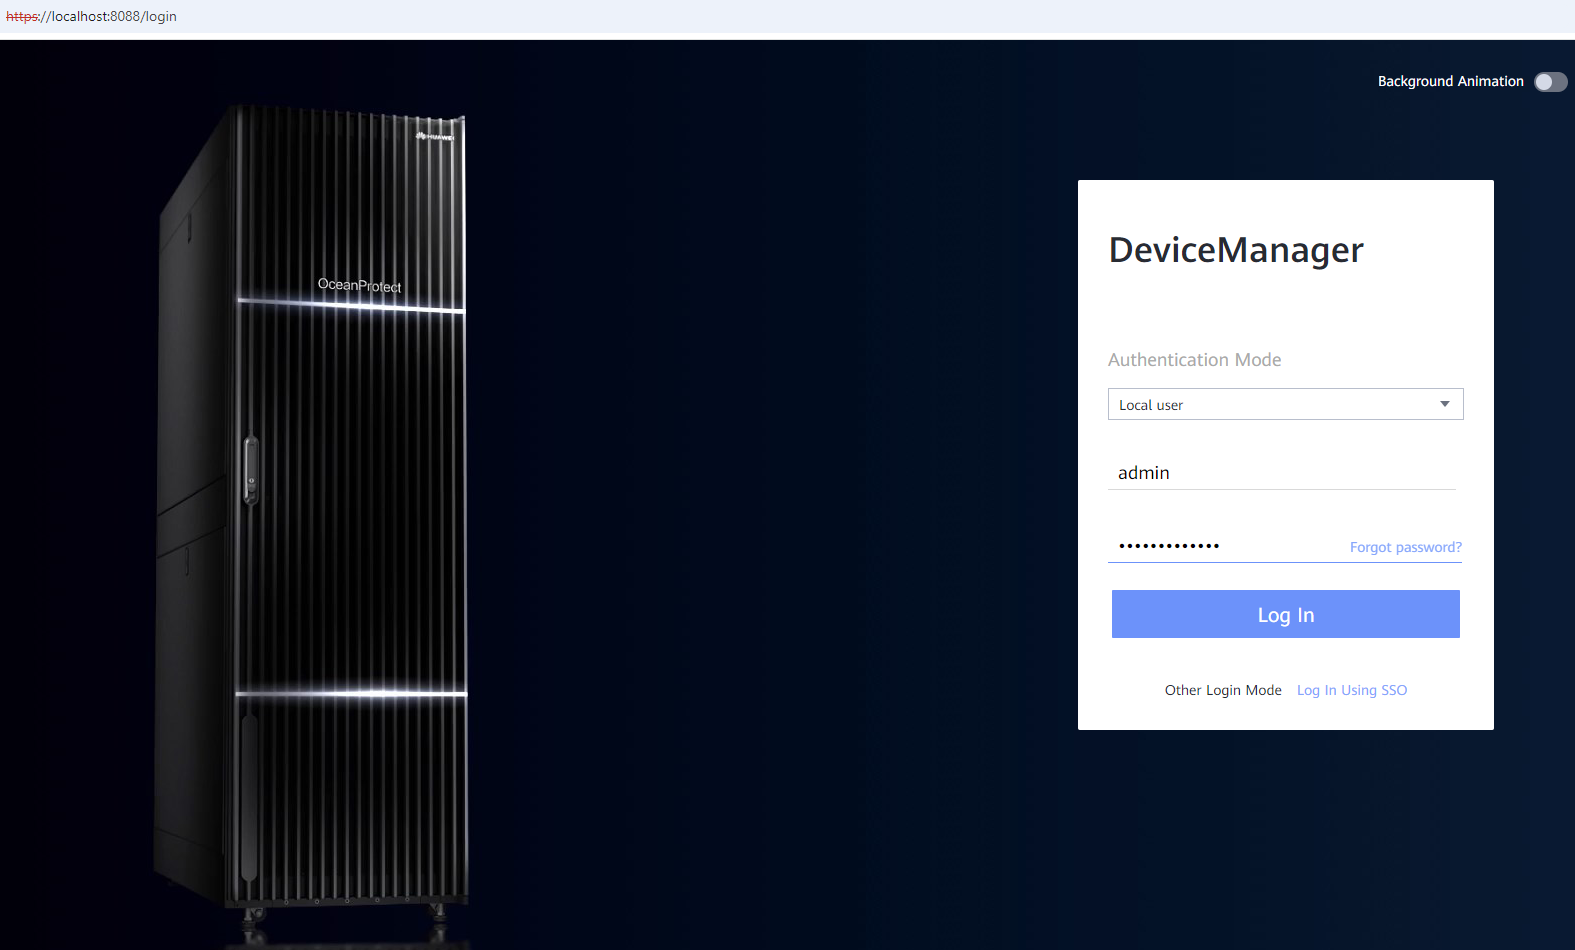 https://localhost:8088/login
Background Animation
HUAWEI
OceanProtect
DeviceManager
Authentication Mode
Local user
admin
•••••••••••••
Forgot password?
Log In
Other Login Mode Log In Using SSO